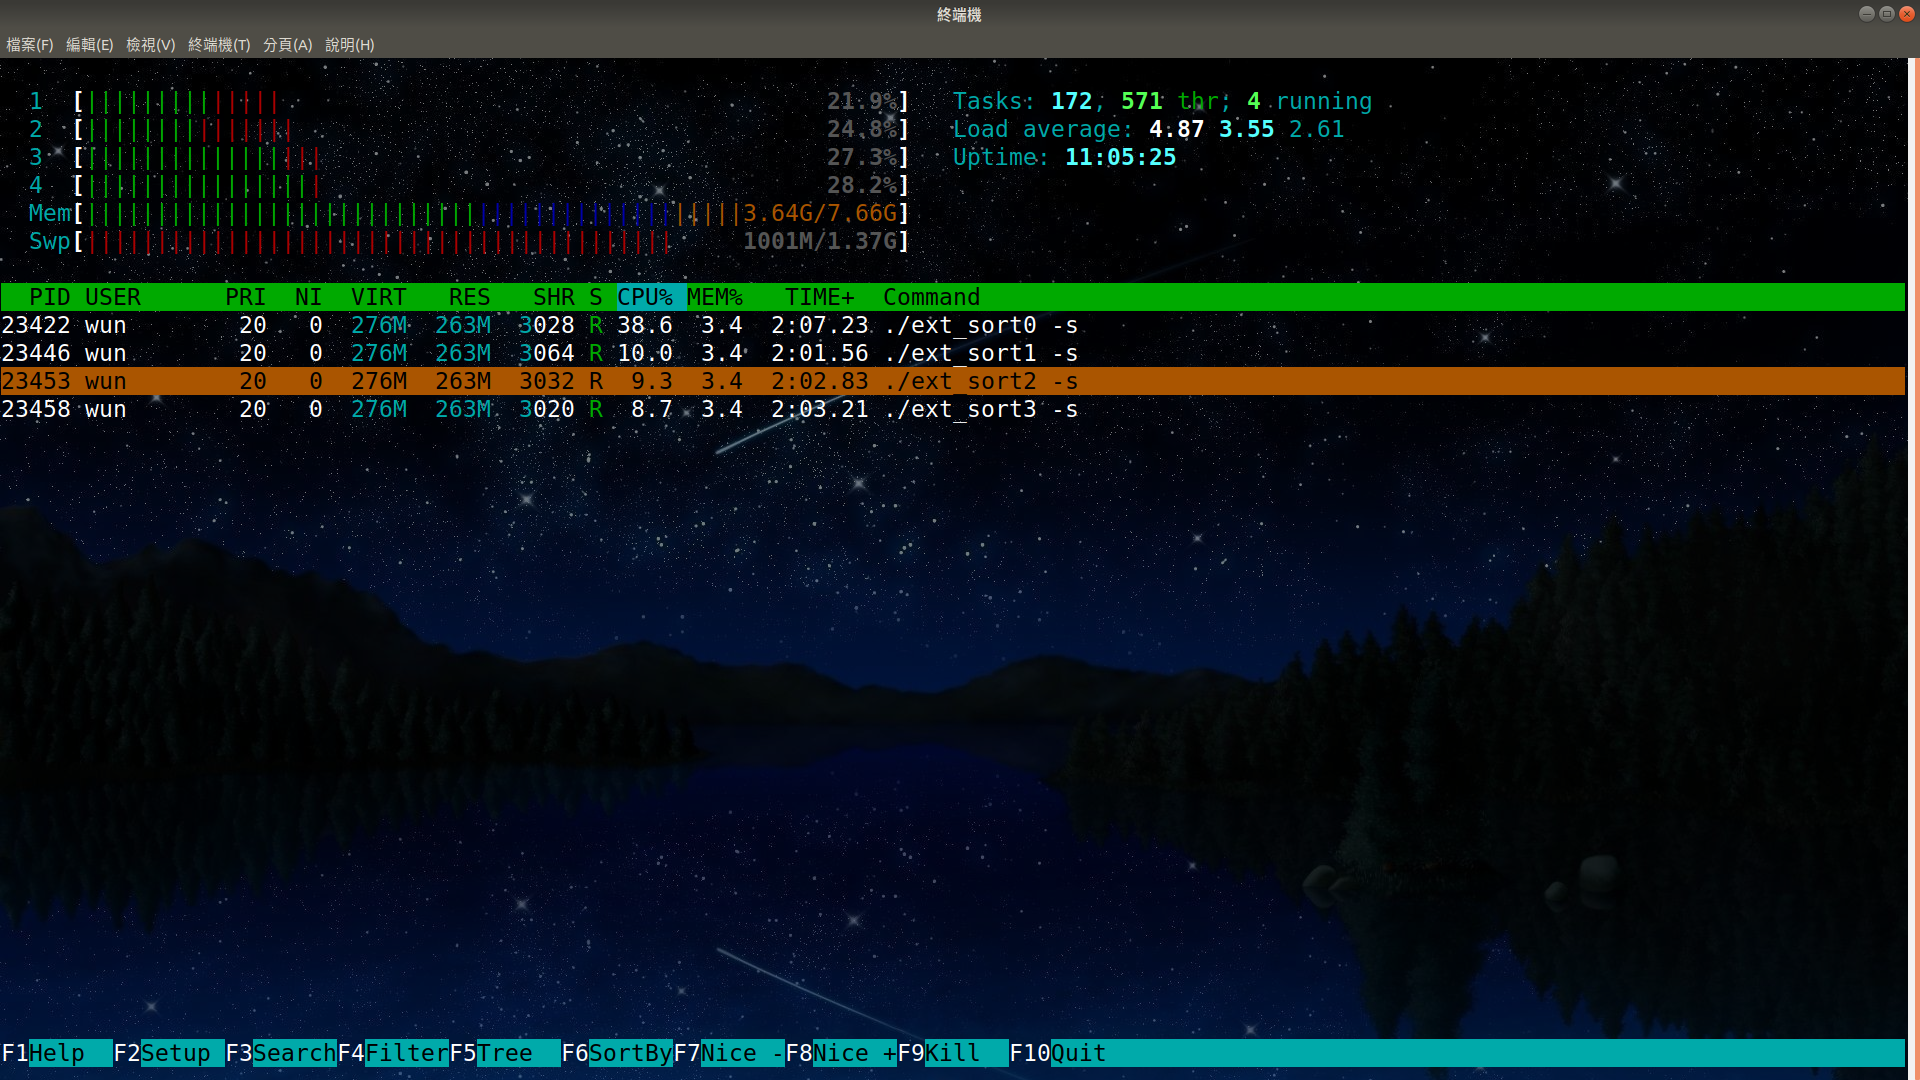 終端機
檔案(F) 編輯(E) 檢視(V) 終端機(T) 分頁(A) 說明(H)
1 [|||||||||||||| 21.9%] Tasks: 172, 571 thr; 4 running
2 [||||||||||||||| 24.8%] Load average: 4.87 3.55 2.61
3 [||||||||||||||||| 27.3%] Uptime: 11:05:25
4 [||||||||||||||||| 28.2%]
Mem[|||||||||||||||||||||||||||||||||||||||||||||||3.64G/7.66G]
Swp[|||||||||||||||||||||||||||||||||||||||||| 1001M/1.37G]
PID USER PRI NI VIRT RES SHR S CPU% MEM% TIME+ Command
23422 wun 20 0 276M 263M 3028 R 38.6 3.4 2:07.23 ./ext_sort0 -s
23446 wun 20 0 276M 263M 3064 R 10.0 3.4 2:01.56 ./ext_sort1 -s
23453 wun 20 0 276M 263M 3032 R 9.3 3.4 2:02.83 ./ext_sort2 -s
23458 wun 20 0 276M 263M 3020 R 8.7 3.4 2:03.21 ./ext_sort3 -s
F1Help F2Setup F3SearchF4FilterF5Tree F6SortByF7Nice -F8Nice +F9Kill F10Quit